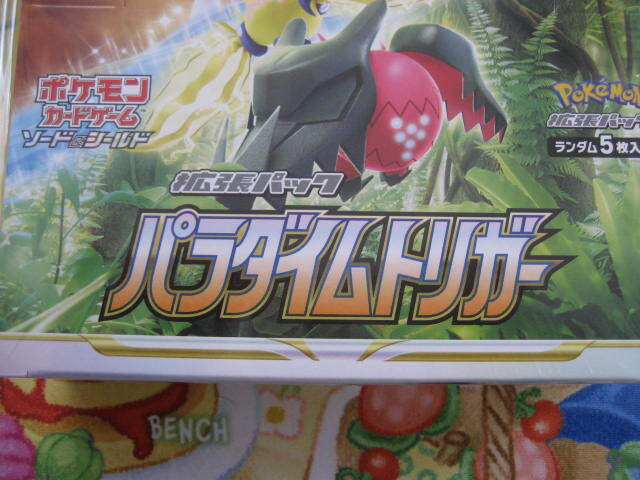 ポケモン
カードゲーム
ソード&シールド
Pokémon
拡張パック
ランダム5枚入
拡張パック
パラダイムトリガー
BENCH